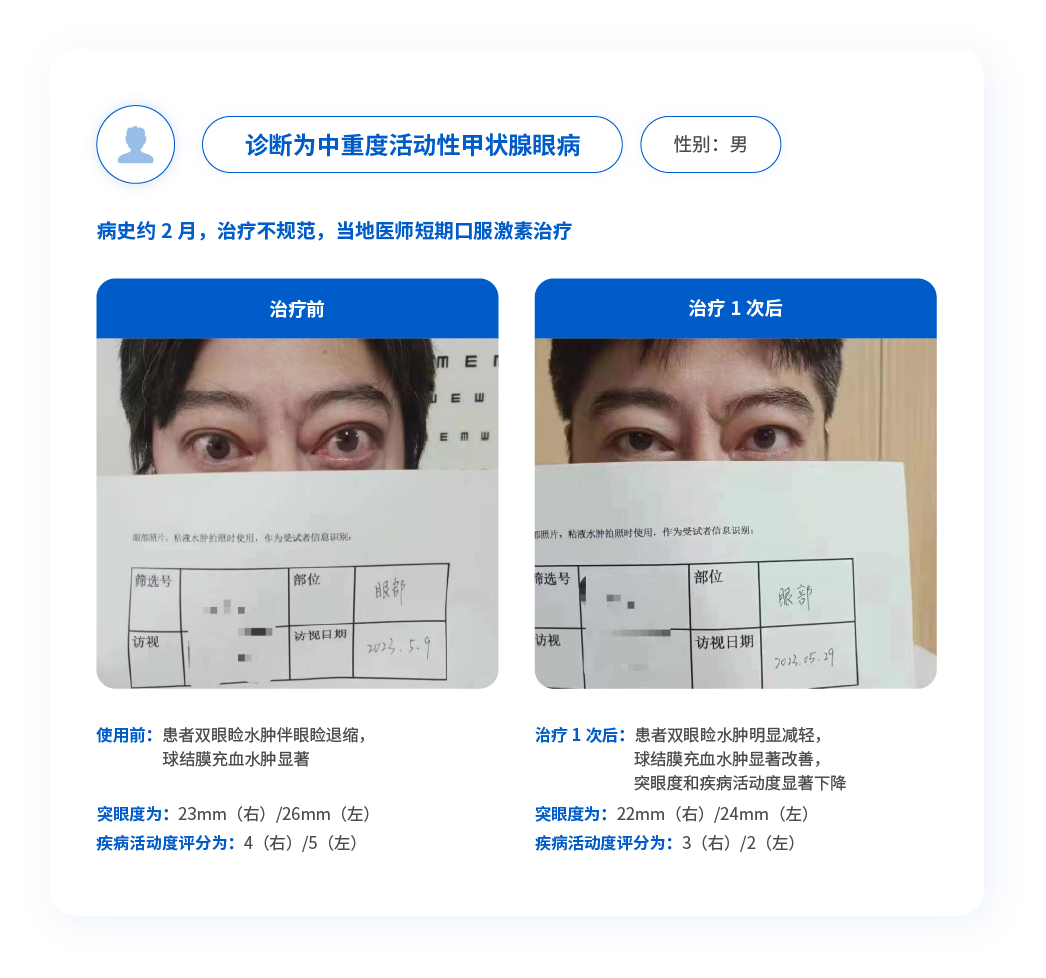 诊断为中重度活动性甲状腺眼病
性别：男
病史约 2 月，治疗不规范，当地医师短期口服激素治疗
治疗前
M E
E W
E m w
眼部照片，粘液水肿拍照时使用，作为受试者信息识别：
筛选号
部位
眼部
访视
访视日期
2023.5.9
治疗 1 次后
部照片，粘液水肿拍照时使用，作为受试者信息识别：
筛选号
部位
眼部
访视
访视日期
2023.05.29
使用前：患者双眼睑水肿伴眼睑退缩，
球结膜充血水肿显著
突眼度为：23mm（右）/26mm（左）
疾病活动度评分为：4（右）/5（左）
治疗 1 次后：患者双眼睑水肿明显减轻，
球结膜充血水肿显著改善，
突眼度和疾病活动度显著下降
突眼度为：22mm（右）/24mm（左）
疾病活动度评分为：3（右）/2（左）